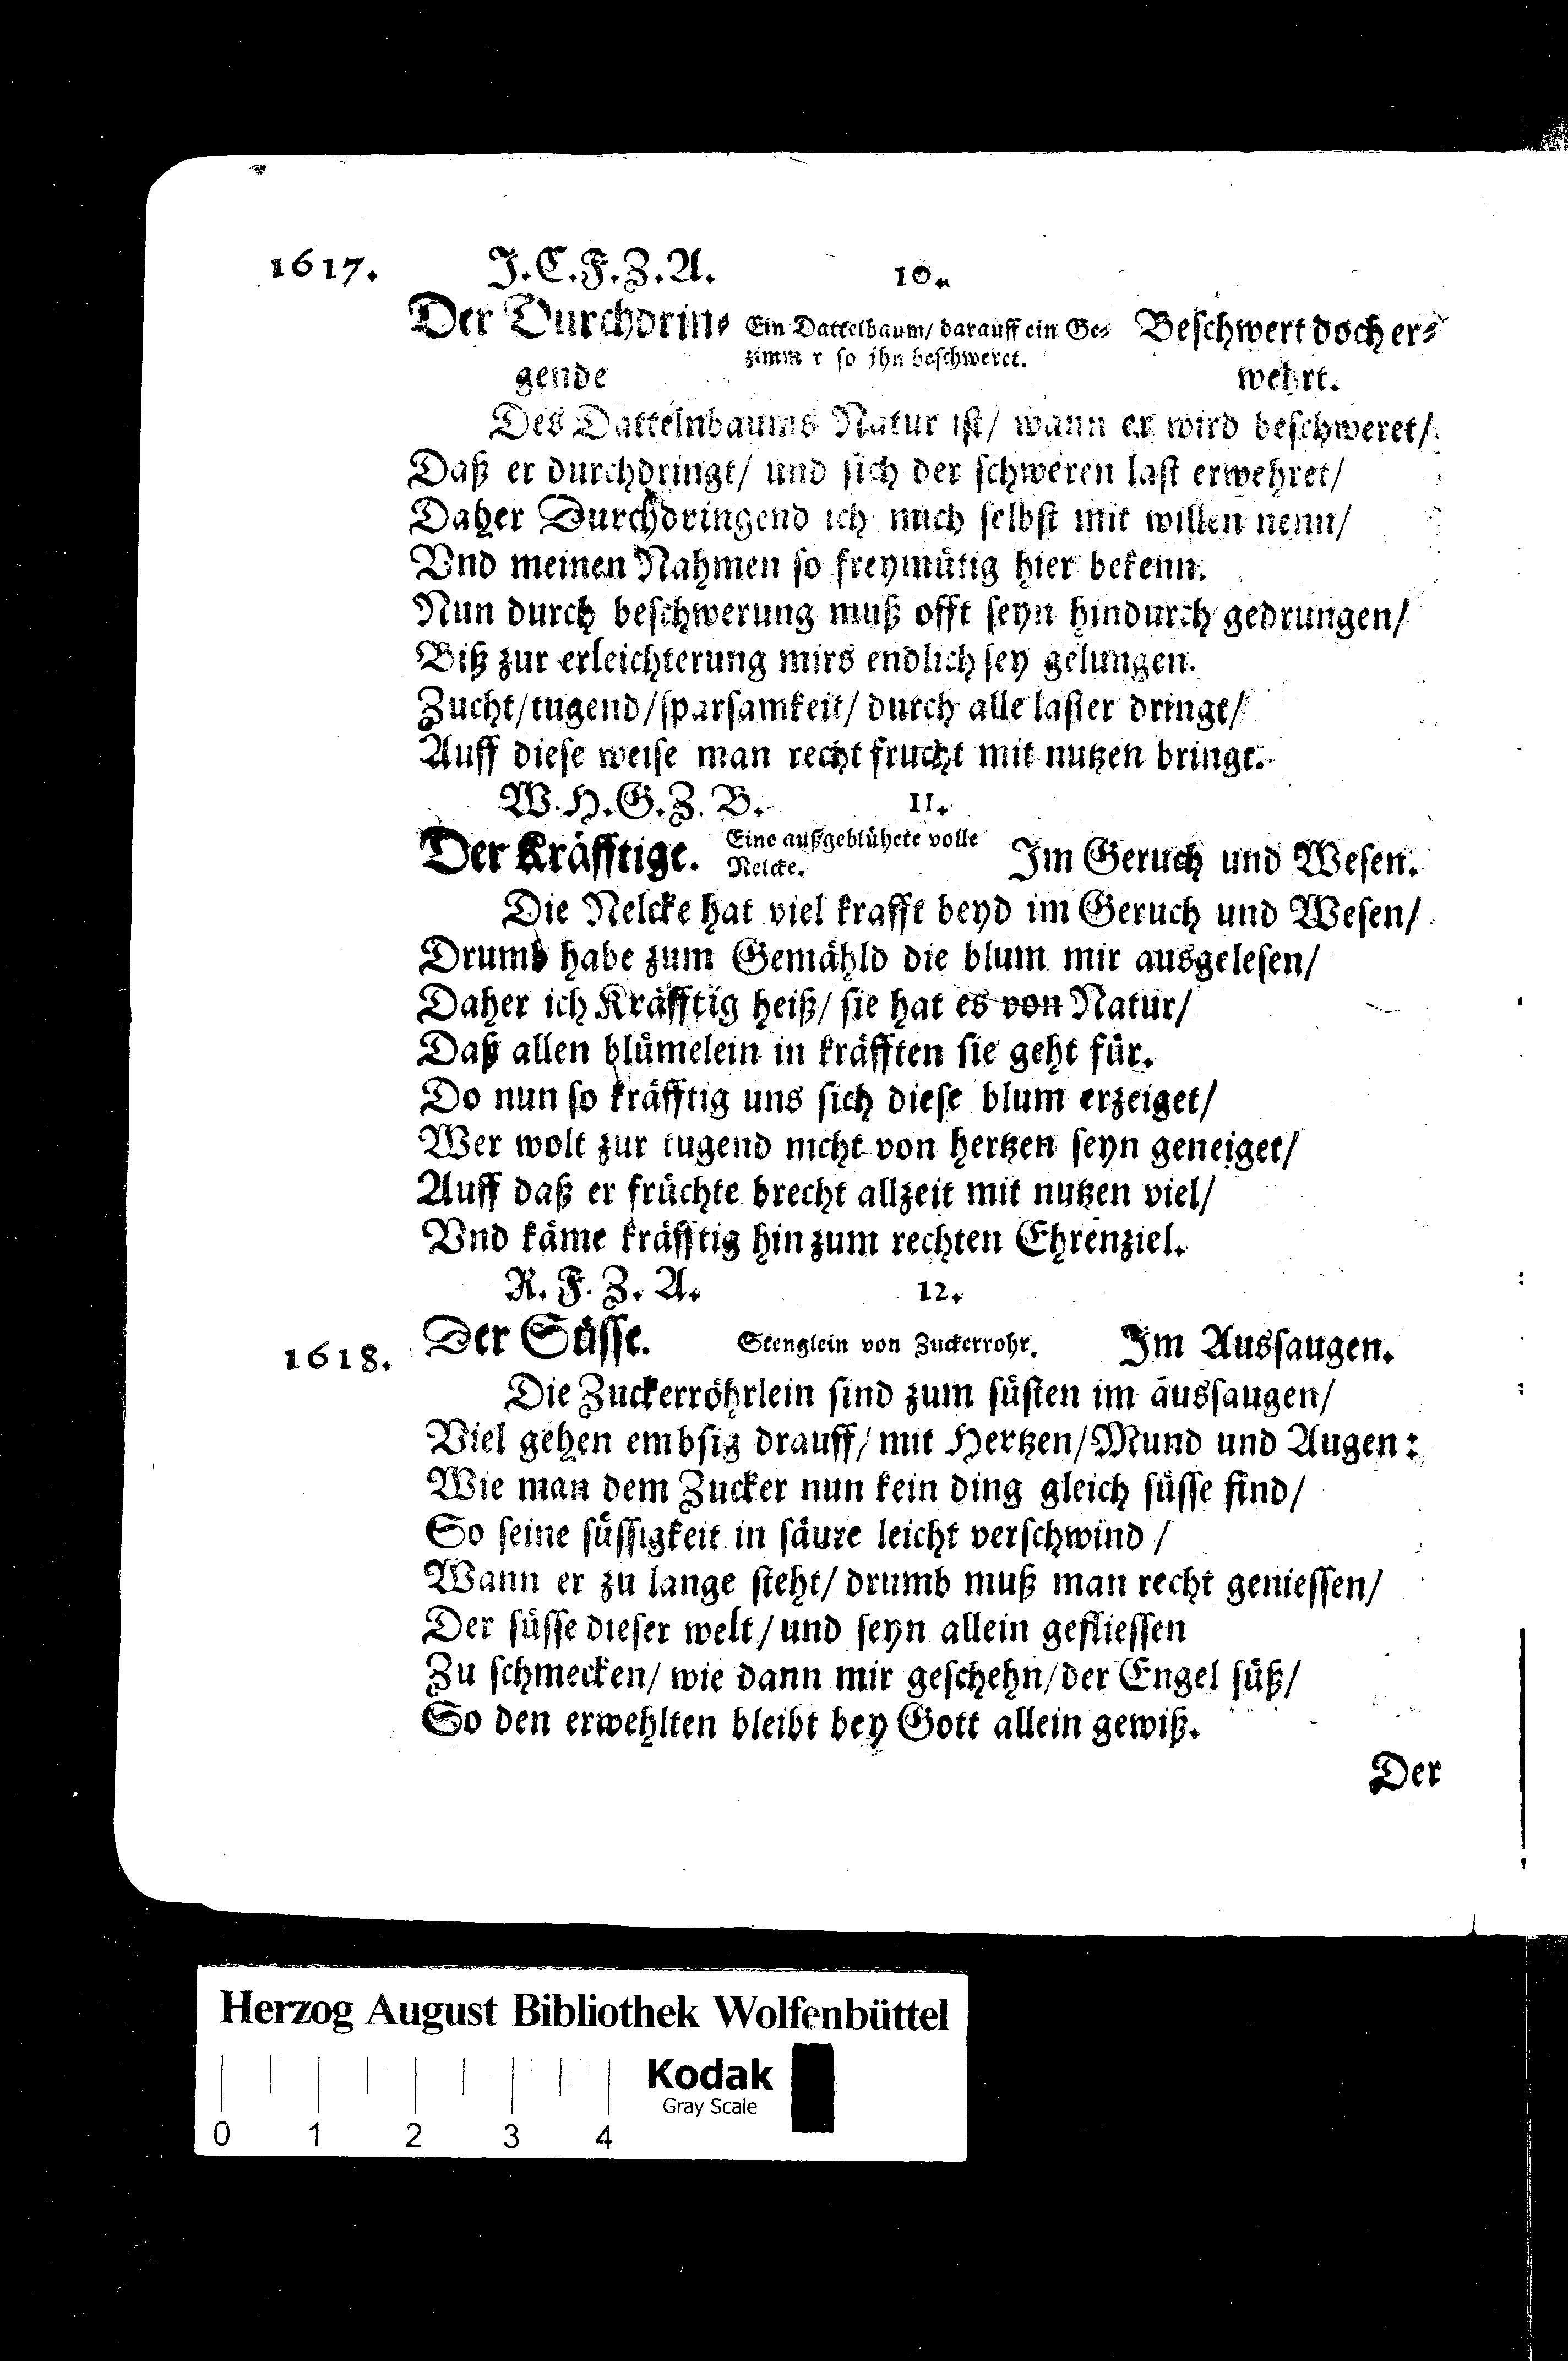 1617. J. C. F. Z. A. 10.
Der Durchdrin⸗ Ein Dattelbaum/ darauff ein Ge⸗ Beschwert doch er⸗
gende so jhn beschweret. wehrt.
Des Dattelnbaums Natur ist/ wann er wird beschweret/
Daß er durchdringt/ und sich der schweren last erwehret/
Daher Durchdringend ich mich selbst mit willen nenn/
Vnd meinen Nahmen so freymütig hier bekenn.
Nun durch beschwerung muß offt seyn hindurch gedrungen/
Biß zur erleichterung mirs endlich sey gelungen.
Zucht/tugend/sparsamkeit/ durch alle laster dringt/
Auff diese weise man recht frucht mit nutzen bringt.
W. H. G. Z. B. 11.
Der Kräfftige. Eine außgeblühete volle Im Geruch und Wesen.
Nelcke.
Die Nelcke hat viel krafft beyd im Geruch und Wesen/
Drumb habe zum Gemähld die blum mir ausgelesen/
Daher ich Kräfftig heiß/ sie hat es von Natur/
Daß allen blümelein in kräfften sie geht für.
Do nun so kräfftig uns sich diese blum erzeiget/
Wer wolt zur tugend nicht von hertzen seyn geneiget/
Auff daß er früchte brecht allzeit mit nutzen viel/
Vnd käme kräfftig hin zum rechten Ehrenziel.
R. F. Z. A. 12.
1618. Der Süsse. Stenglein von Zuckerrohr. Im Aussaugen.
Die Zuckerröhrlein sind zum süsten im aussaugen/
Viel gehen embsig drauff/ mit Hertzen/ Mund und Augen:
Wie man dem Zucker nun kein ding gleich süsse find/
So seine süssigkeit in säure leicht verschwind/
Wann er zu lange steht/ drumb muß man recht geniessen/
Der süsse dieser welt/ und seyn allein gefliessen
Zu schmecken/ wie dann mir geschehn/ der Engel süß/
So den erwehlten bleibt bey Gott allein gewiß.
Der
Herzog August Bibliothek Wolfenbüttel
Kodak
Gray Scale
0 1 2 3 4